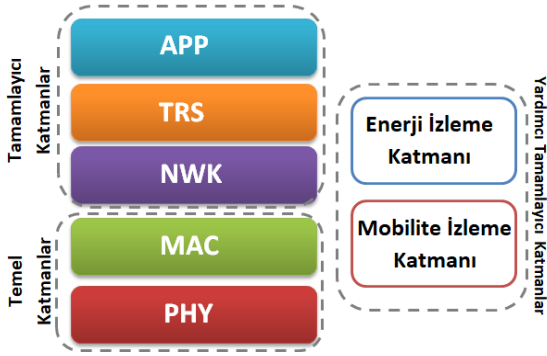 Tamamlayıcı
Katmanlar
APP
TRS
NWK
Temel
Katmanlar
MAC
PHY
Enerji İzleme
Katmanı
Mobilite İzleme
Katmanı
Yardımcı Tamamlayıcı Katmanlar